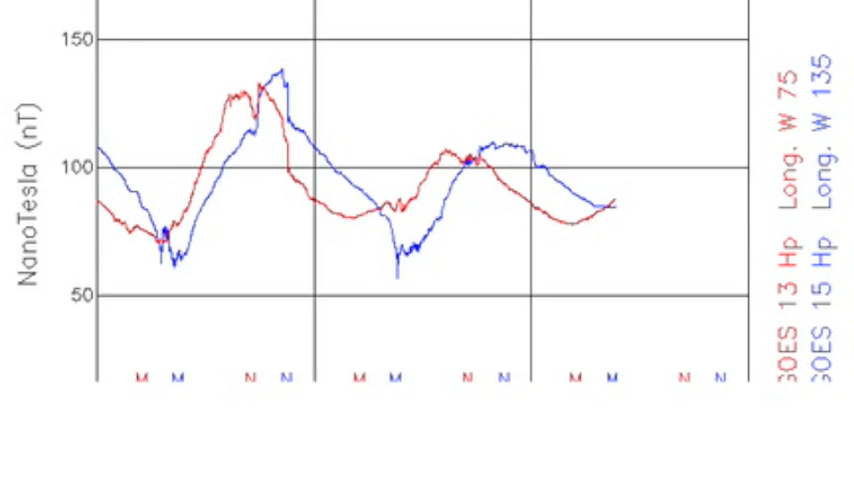 150
100
50
NanoTesla (nT)
M M N N M M N N M M N N
GOES 13 Hp Long. W 75
GOES 15 Hp Long. W 135